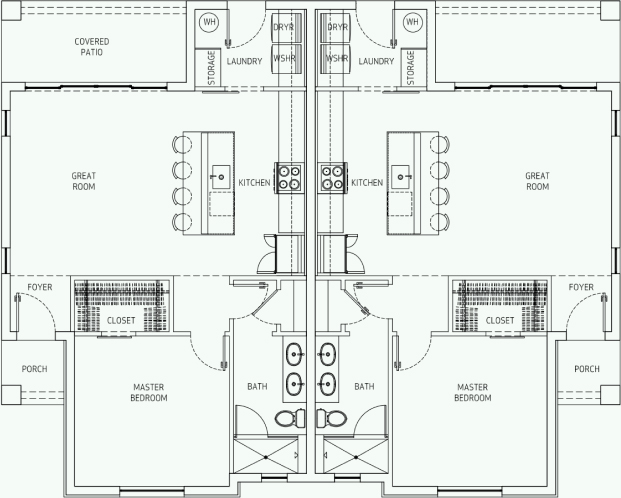 WH
DRYR
DRYR
WH
COVERED
PATIO
STORAGE
LAUNDRY
WSHR
WSHR
LAUNDRY
STORAGE
GREAT
ROOM
KITCHEN
KITCHEN
GREAT
ROOM
FOYER
CLOSET
CLOSET
FOYER
PORCH
MASTER
BEDROOM
BATH
BATH
MASTER
BEDROOM
PORCH